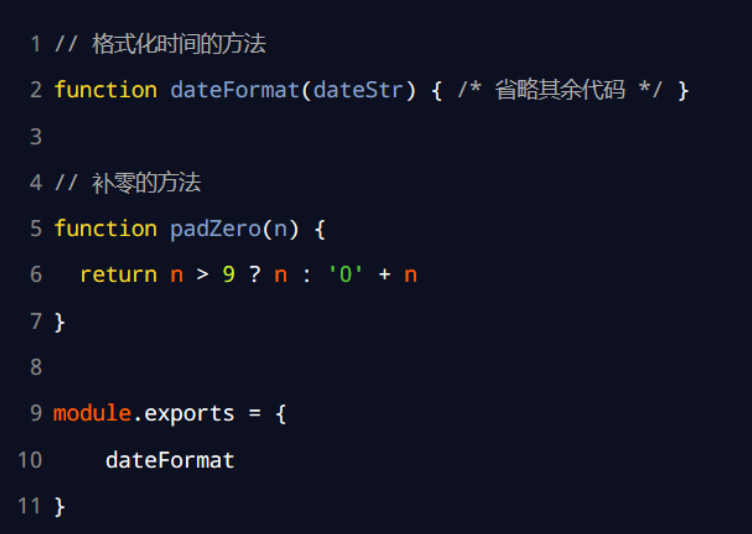 1 // 格式化时间的方法
2 function dateFormat(dateStr) { /* 省略其余代码 */ }
3
4 // 补零的方法
5 function padZero(n) {
6   return n > 9 ? n : '0' + n
7 }
8
9 module.exports = {
10     dateFormat
11 }